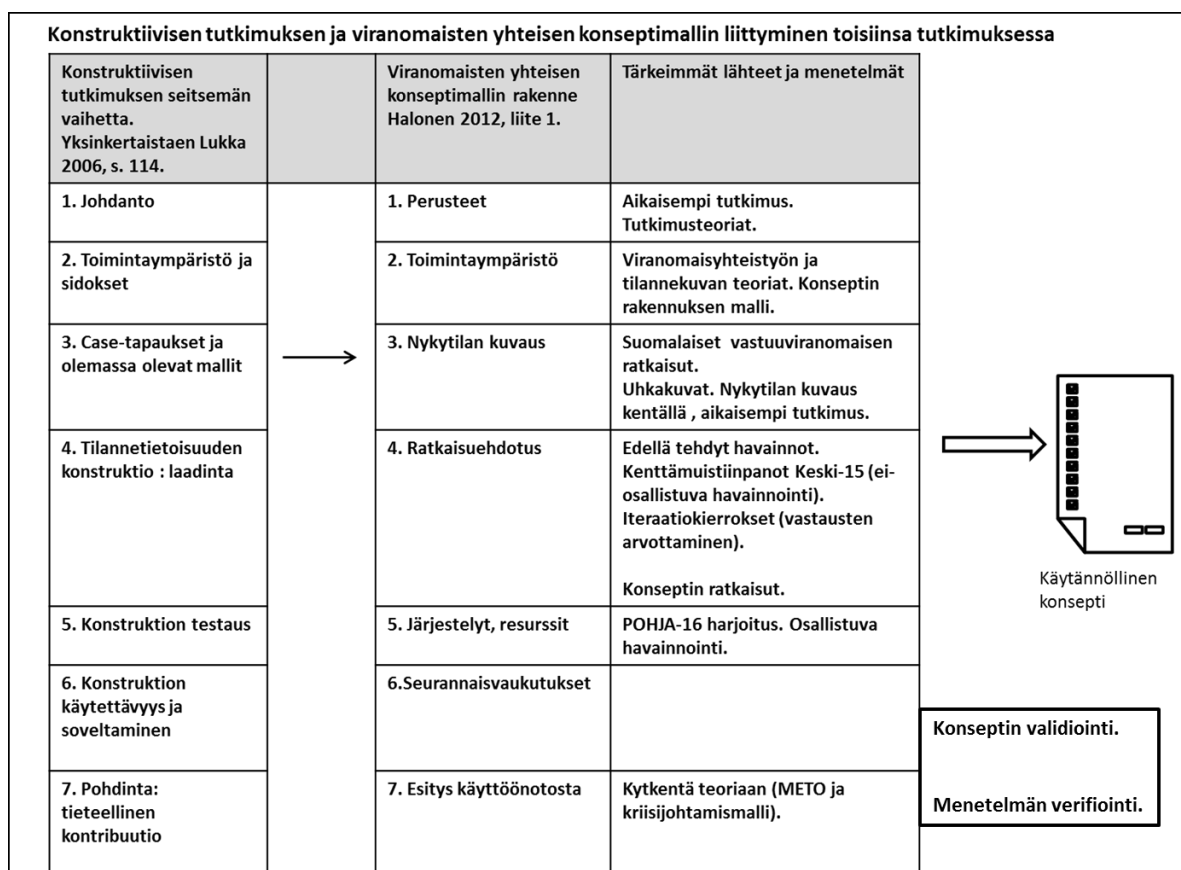 Konstruktiivisen tutkimuksen ja viranomaisten yhteisen konseptimallin liittyminen toisiinsa tutkimuksessa
Konstruktiivisen
tutkimuksen seitsemän
vaihetta.
Yksinkertaistaen Lukka
2006, s. 114.
Viranomaisten yhteisen
konseptimallin rakenne
Halonen 2012, liite 1.
Tärkeimmät lähteet ja menetelmät
1. Johdanto
1. Perusteet
Aikaisempi tutkimus.
Tutkimusteoriat.
2. Toimintaympäristö ja
sidokset
2. Toimintaympäristö
Viranomaisyhteistyön ja
tilannekuvan teoriat. Konseptin
rakennuksen malli.
3. Case-tapaukset ja
olemassa olevat mallit
3. Nykytilan kuvaus
Suomalaiset vastuuviranomaisen
ratkaisut.
Uhkakuvat. Nykytilan kuvaus
kentällä , aikaisempi tutkimus.
4. Tilannetietoisuuden
konstruktio : laadinta
4. Ratkaisuehdotus
Edellä tehdyt havainnot.
Kenttämuistiinpanot Keski-15 (ei-
osallistuva havainnointi).
Iteraatiokierrokset (vastausten
arvottaminen).
Konseptin ratkaisut.
Käytännöllinen
konsepti
5. Konstruktion testaus
5. Järjestelyt, resurssit
POHJA-16 harjoitus. Osallistuva
havainnointi.
6. Konstruktion
käytettävyys ja
soveltaminen
6.Seurannaisvaukutukset
Konseptin validiointi.
7. Pohdinta:
tieteellinen
kontribuutio
7. Esitys käyttöönotosta
Kytkentä teoriaan (METO ja
kriisijohtamismalli).
Menetelmän verifiointi.